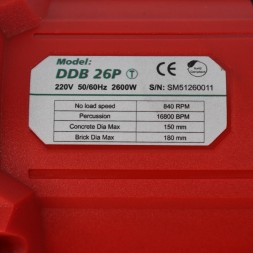 Model:
DDB 26P T
220V 50/60Hz 2600W S/N: SM51260011
No load speed 840 RPM
Percussion 16800 BPM
Concrete Dia Max 150 mm
Brick Dia Max 180 mm